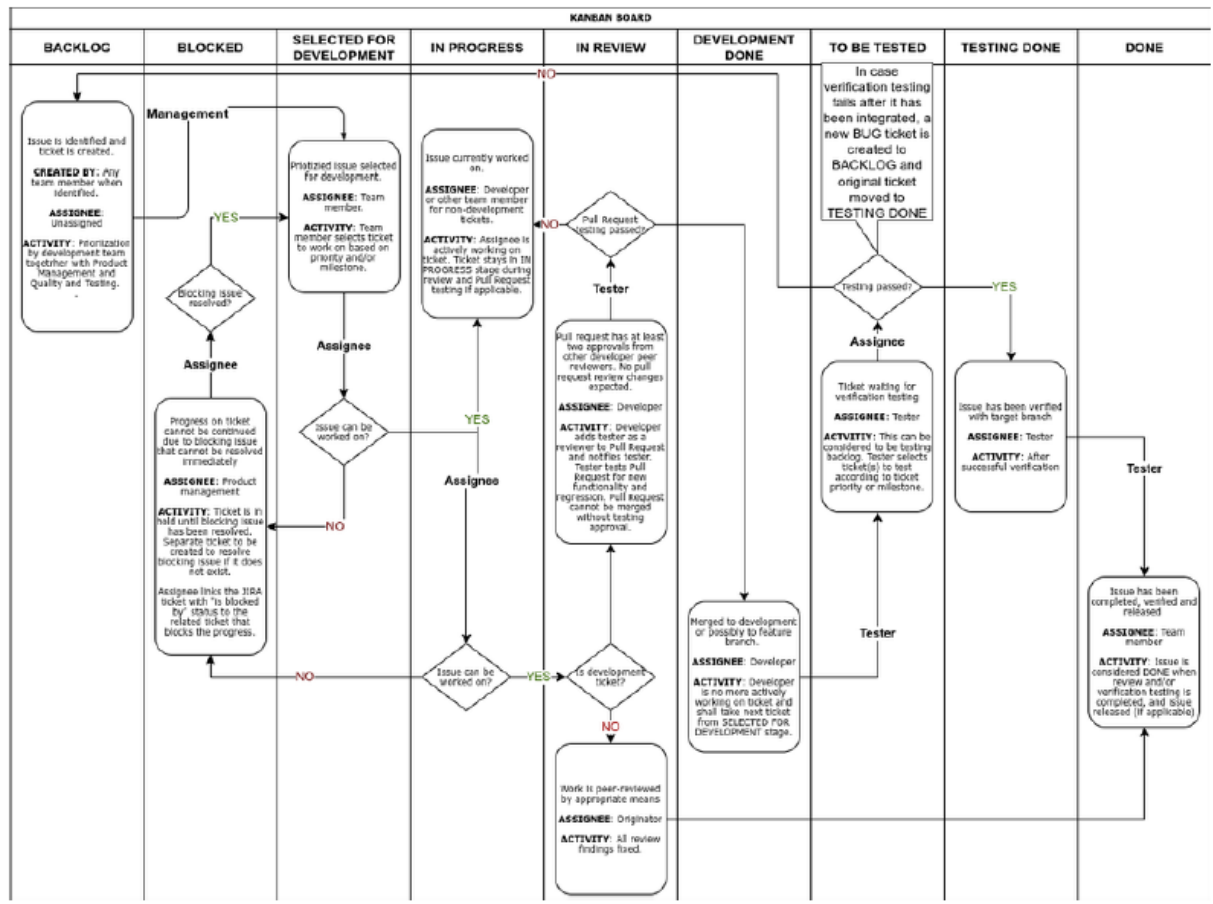 KANBAN BOARD
BACKLOG
BLOCKED
SELECTED FOR
DEVELOPMENT
IN PROGRESS
IN REVIEW
DEVELOPMENT
DONE
TO BE TESTED
TESTING DONE
DONE
Issue is identified and
ticket is created.
CREATED BY: Any
team member when
identified.
ASSIGNEE:
Unassigned
ACTIVITY: Prioritization
by development team
together with Product
Management and
Quality and Testing.
.
Management
YES
Blocking issue
resolved?
Assignee
Progress on ticket
cannot be continued
due to blocking issue
that cannot be resolved
immediately
ASSIGNEE: Product
management
ACTIVITY: Ticket is in
hold until blocking issue
has been resolved.
Separate ticket to be
created to resolve
blocking issue if it does
not exist.
Assignee links the JIRA
ticket with "is blocked
by" status to the
related ticket that
blocks the progress.
Priotizied issue selected
for development.
ASSIGNEE: Team
member.
ACTIVITY: Team
member selects ticket
to work on based on
priority and/or
milestone.
Assignee
Issue can be
worked on?
NO
NO
Issue currently worked
on.
ASSIGNEE: Developer
or other team member
for non-development
tickets.
ACTIVITY: Assignee is
actively working on
ticket. Ticket stays in IN
PROGRESS stage during
review and Pull Request
testing if applicable.
YES
Assignee
Issue can be
worked on?
YES
NO
NO
Pull Request
testing passed?
Tester
Pull request has at least
two approvals from
other developer peer
reviewers. No pull
request review changes
expected.
ASSIGNEE: Developer
ACTIVITY: Developer
adds tester as a
reviewer to Pull Request
and notifies tester.
Tester tests Pull
Request for new
functionality and
regression. Pull Request
cannot be merged
without testing
approval.
Is development
ticket?
NO
Work is peer-reviewed
by appropriate means
ASSIGNEE: Originator
ACTIVITY: All review
findings fixed.
Merged to development
or possibly to feature
branch.
ASSIGNEE: Developer
ACTIVITY: Developer
is no more actively
working on ticket and
shall take next ticket
from SELECTED FOR
DEVELOPMENT stage.
In case
verification testing
fails after it has
been integrated, a
new BUG ticket is
created to
BACKLOG and
original ticket
moved to
TESTING DONE
Testing passed?
YES
Assignee
Ticket waiting for
verification testing
ASSIGNEE: Tester
ACTIVITY: This can be
considered to be testing
backlog. Tester selects
ticket(s) to test
according to ticket
priority or milestone.
Tester
Issue has been verified
with target branch
ASSIGNEE: Tester
ACTIVITY: After
successful verification
Tester
Issue has been
completed, verified and
released
ASSIGNEE: Team
member
ACTIVITY: Issue is
considered DONE when
review and/or
verification testing is
completed, and issue
released (if applicable)